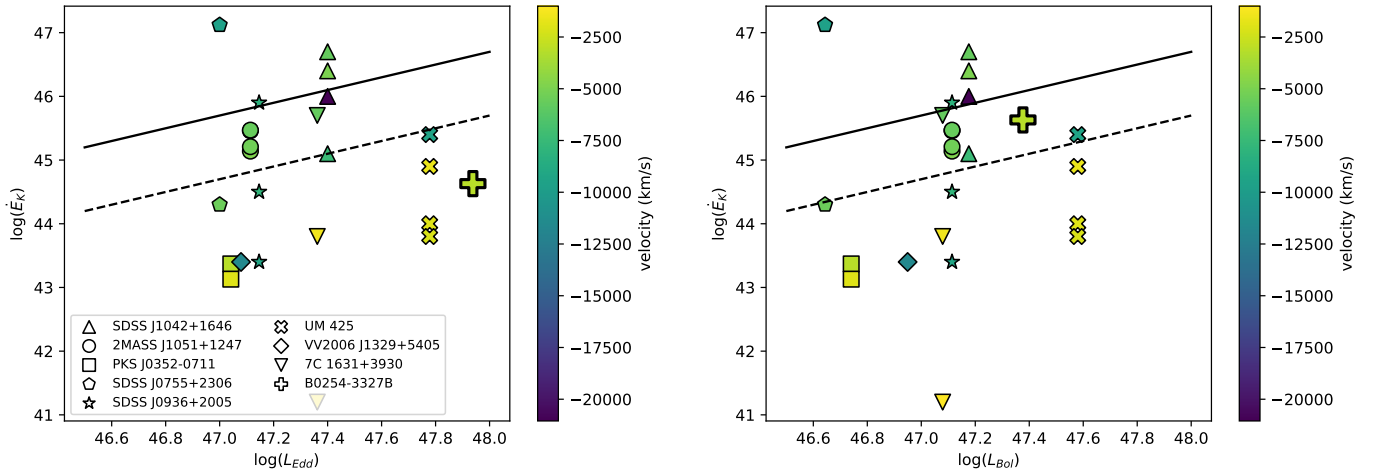 47
46
45
44
43
42
41
log(Ė_K)
46.6 46.8 47.0 47.2 47.4 47.6 47.8 48.0
log(L_Edd)
SDSS J1042+1646
2MASS J1051+1247
PKS J0352-0711
SDSS J0755+2306
SDSS J0936+2005
UM 425
VV2006 J1329+5405
7C 1631+3930
B0254-3327B
−2500
−5000
−7500
−10000
−12500
−15000
−17500
−20000
velocity (km/s)
47
46
45
44
43
42
41
log(Ė_K)
46.6 46.8 47.0 47.2 47.4 47.6 47.8 48.0
log(L_Bol)
−2500
−5000
−7500
−10000
−12500
−15000
−17500
−20000
velocity (km/s)